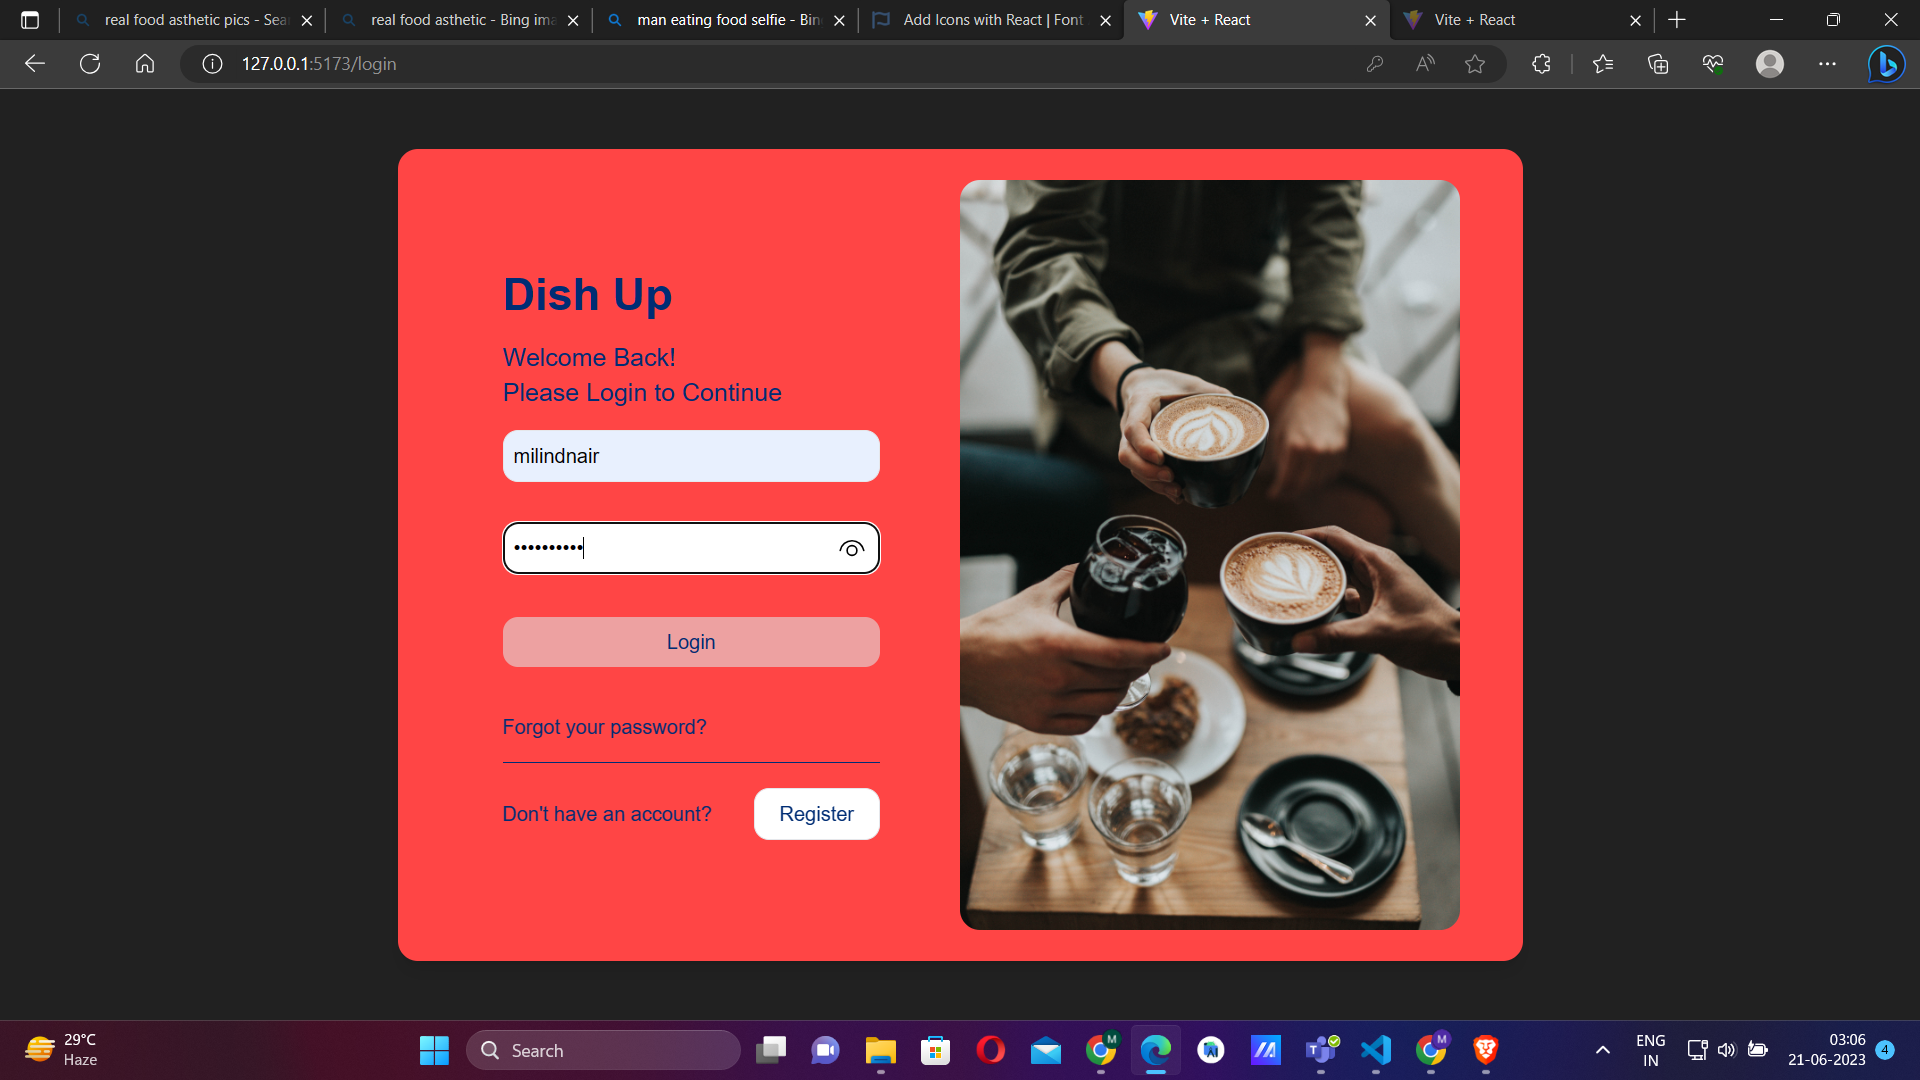 real food asthetic pics - Sea
real food asthetic - Bing ima
man eating food selfie - Bin
Add Icons with React | Font
Vite + React
Vite + React
127.0.0.1:5173/login
Dish Up
Welcome Back!
Please Login to Continue
milindnair
Login
Forgot your password?
Don't have an account?
Register
29°C
Haze
Search
M
M
ENG
IN
03:06
21-06-2023
4